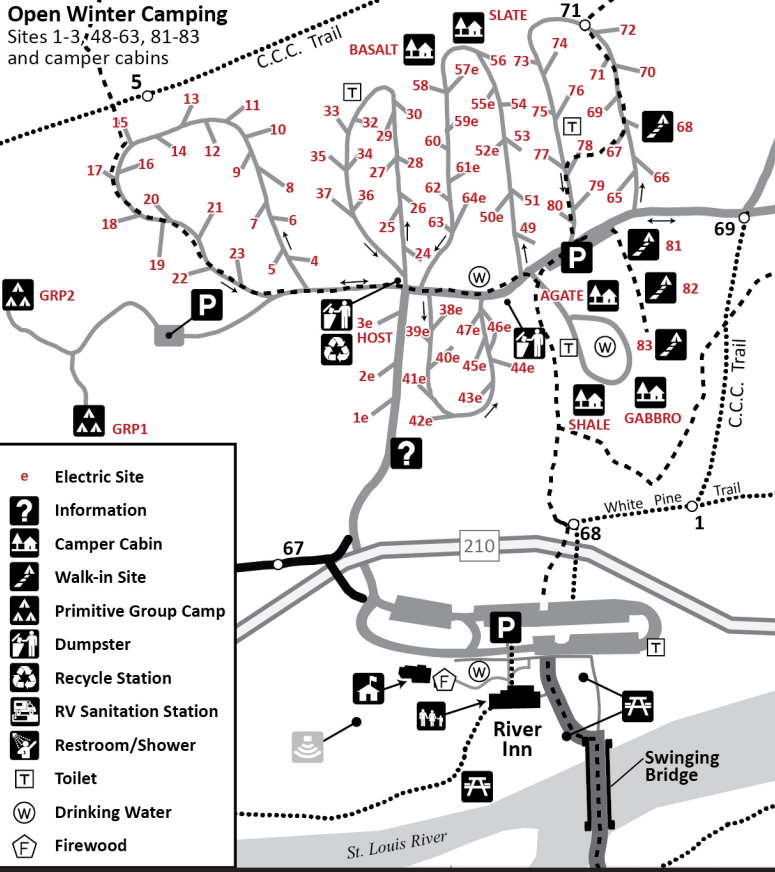 Open Winter Camping
Sites 1-3, 48-63, 81-83
and camper cabins
C.C.C. Trail
5
BASALT
SLATE
71
72
74
73
56
57e
71
70
58
76
13
11
33
32
30
55e
54
75
69
15
10
29
59e
T
T
68
14
12
60
53
78
67
35
34
28
52e
77
17
16
9
27
61e
66
8
37
36
62
79
65
20
21
26
64e
51
80
18
7
6
25
63
50e
49
69
19
23
24
81
22
5
4
W
P
82
GRP2
P
AGATE
3e
38e
HOST
39e
47e
46e
T
W
83
40e
45e
44e
2e
41e
43e
SHALE
GABBRO
C.C.C. Trail
1e
42e
GRP1
?
e Electric Site
? Information
Camper Cabin
Walk-in Site
Primitive Group Camp
Dumpster
Recycle Station
RV Sanitation Station
Restroom/Shower
T Toilet
W Drinking Water
F Firewood
White Pine Trail
68
1
67
210
P
T
F
W
River
Inn
Swinging
Bridge
St. Louis River